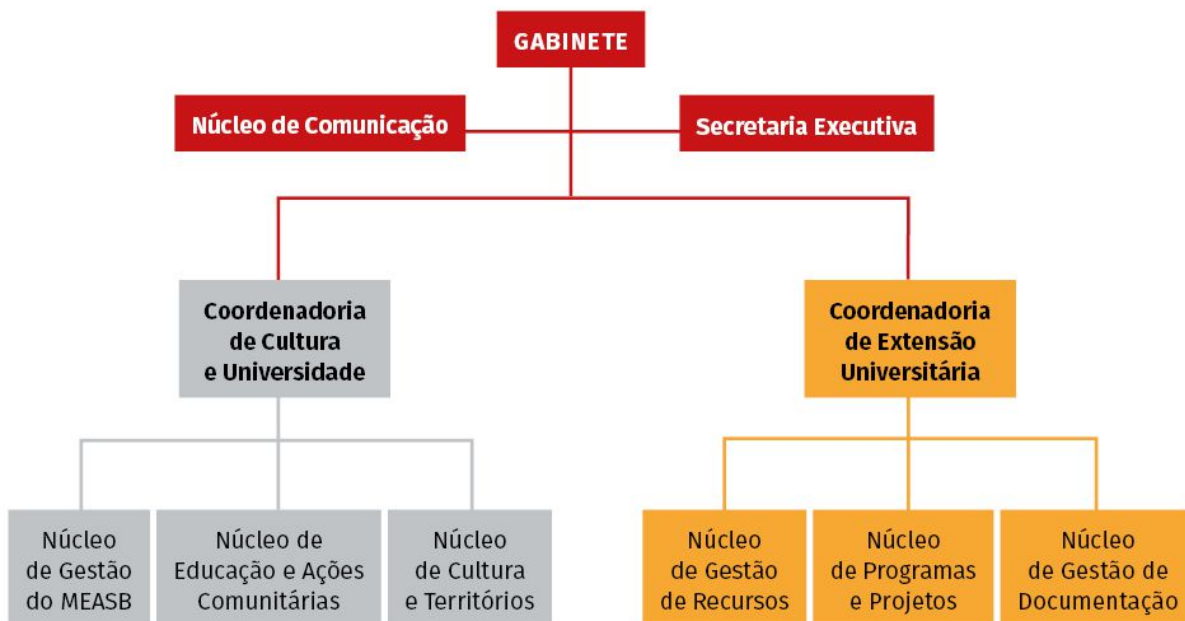 GABINETE
Núcleo de Comunicação
Secretaria Executiva
Coordenadoria
de Cultura
e Universidade
Coordenadoria
de Extensão
Universitária
Núcleo
de Gestão
do MEASB
Núcleo de
Educação e Ações
Comunitárias
Núcleo
de Cultura
e Territórios
Núcleo
de Gestão
de Recursos
Núcleo
de Programas
e Projetos
Núcleo
de Gestão de
Documentação